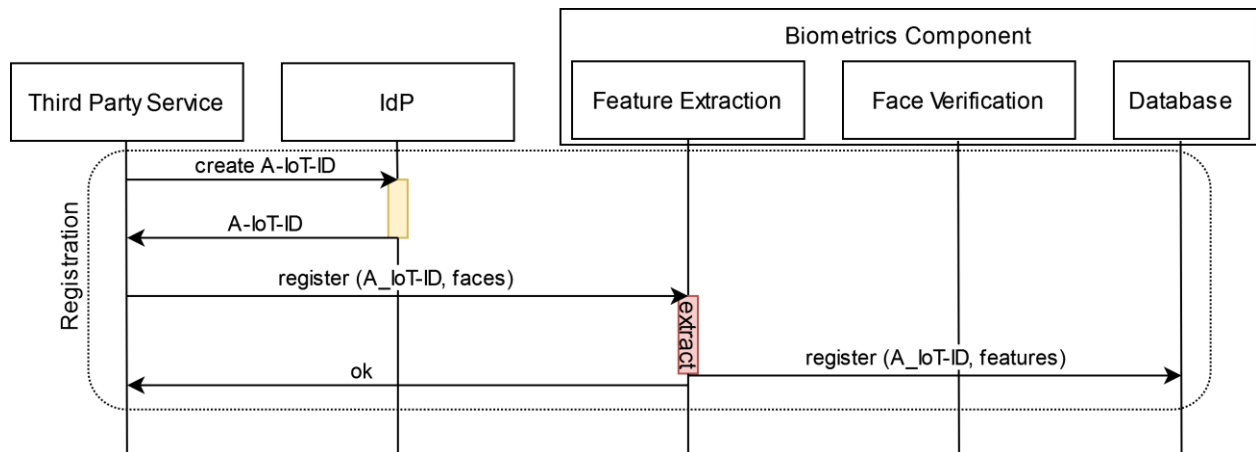 Biometrics Component
Third Party Service
IdP
Feature Extraction
Face Verification
Database
Registration
create A-IoT-ID
A-IoT-ID
register (A_IoT-ID, faces)
extract
register (A_IoT-ID, features)
ok